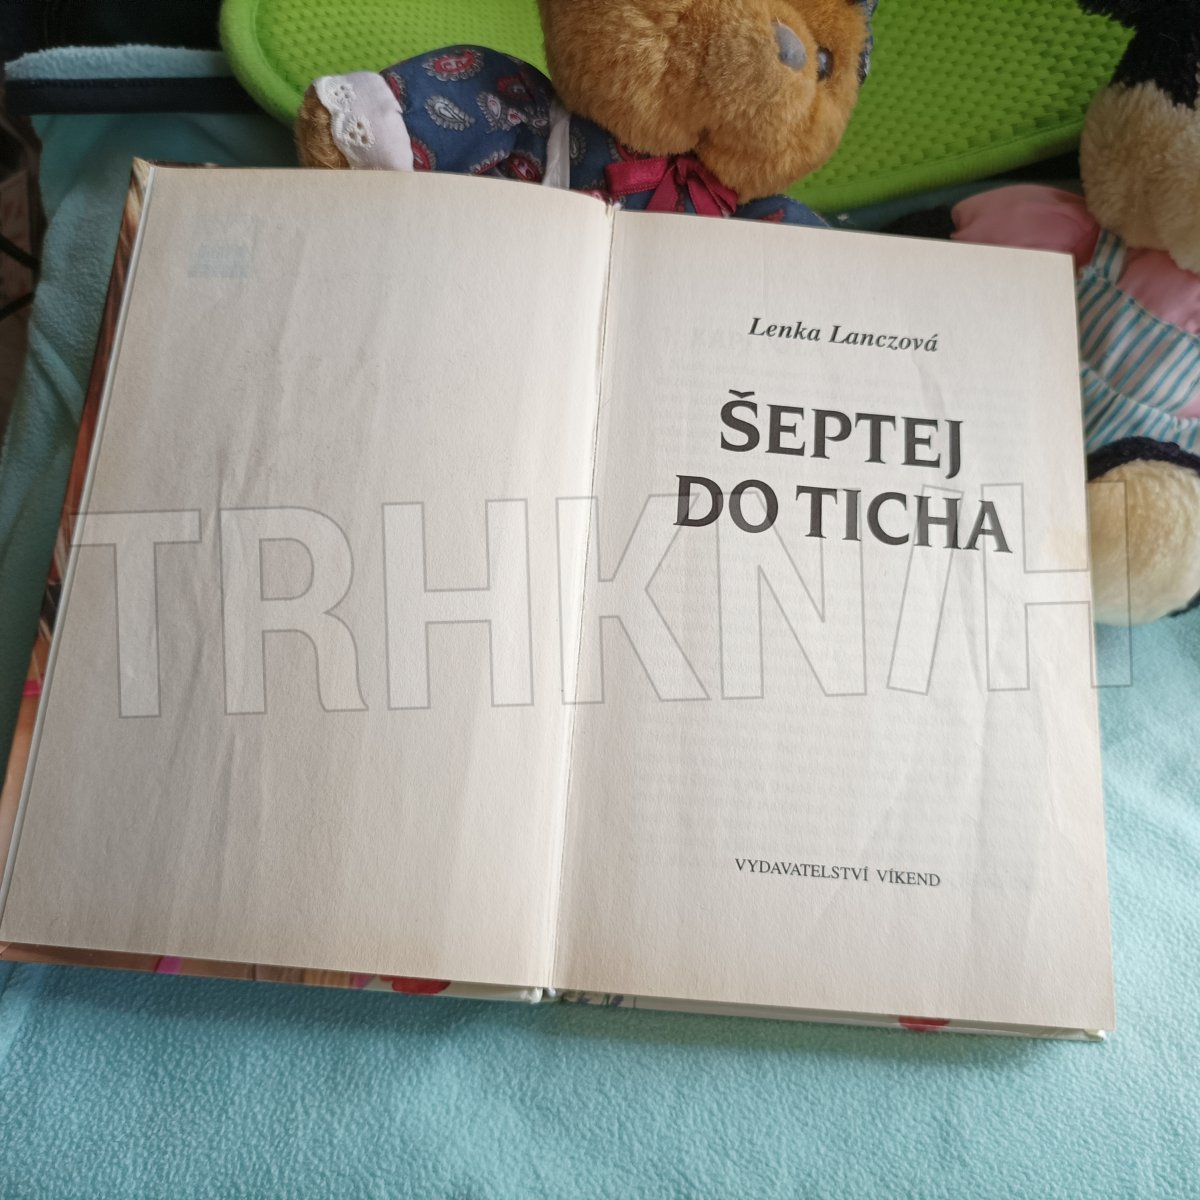 Lenka Lanczová
ŠEPTEJ
DO TICHA
TRHKNIH
VYDAVATELSTVÍ VÍKEND